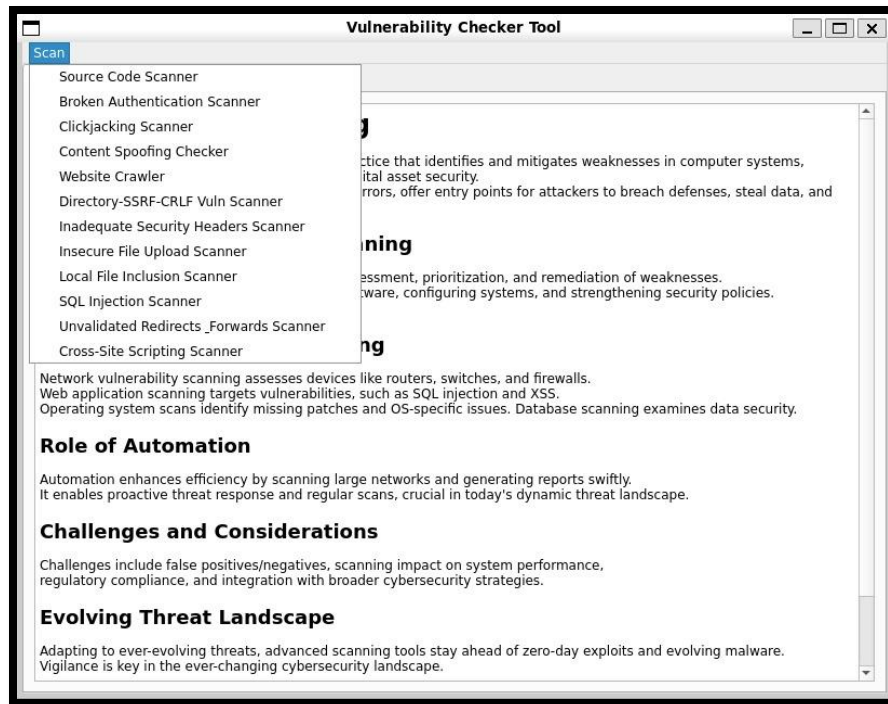 Vulnerability Checker Tool
Scan
Source Code Scanner
Broken Authentication Scanner
Clickjacking Scanner
Content Spoofing Checker
Website Crawler
Directory-SSRF-CRLF Vuln Scanner
Inadequate Security Headers Scanner
Insecure File Upload Scanner
Local File Inclusion Scanner
SQL Injection Scanner
Unvalidated Redirects _Forwards Scanner
Cross-Site Scripting Scanner
g
ctice that identifies and mitigates weaknesses in computer systems,
ital asset security.
rrors, offer entry points for attackers to breach defenses, steal data, and
ning
essment, prioritization, and remediation of weaknesses.
tware, configuring systems, and strengthening security policies.
ng
Network vulnerability scanning assesses devices like routers, switches, and firewalls.
Web application scanning targets vulnerabilities, such as SQL injection and XSS.
Operating system scans identify missing patches and OS-specific issues. Database scanning examines data security.
Role of Automation
Automation enhances efficiency by scanning large networks and generating reports swiftly.
It enables proactive threat response and regular scans, crucial in today's dynamic threat landscape.
Challenges and Considerations
Challenges include false positives/negatives, scanning impact on system performance,
regulatory compliance, and integration with broader cybersecurity strategies.
Evolving Threat Landscape
Adapting to ever-evolving threats, advanced scanning tools stay ahead of zero-day exploits and evolving malware.
Vigilance is key in the ever-changing cybersecurity landscape.